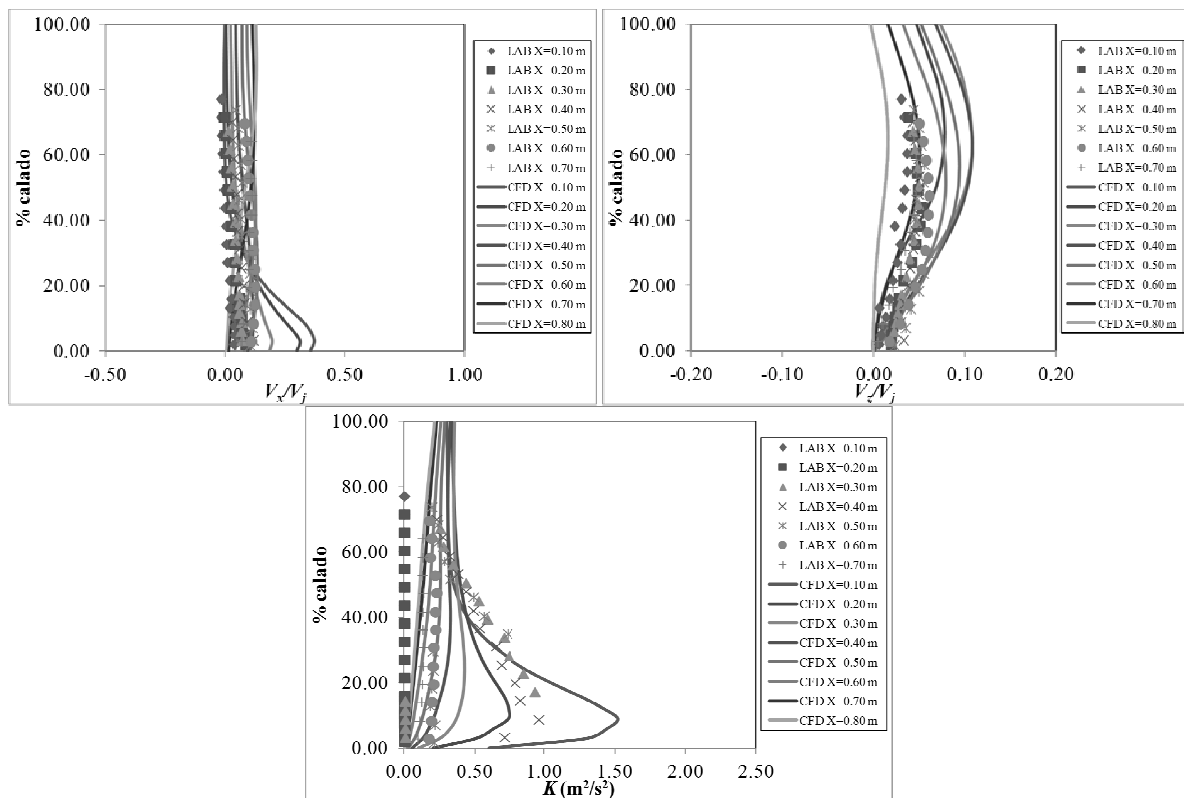 100.00
80.00
60.00
40.00
20.00
0.00
% calado
-0.50
0.00
0.50
1.00
Vx/Vj
LAB X=0.10 m
LAB X=0.20 m
LAB X=0.30 m
LAB X=0.40 m
LAB X=0.50 m
LAB X=0.60 m
LAB X=0.70 m
CFD X=0.10 m
CFD X=0.20 m
CFD X=0.30 m
CFD X=0.40 m
CFD X=0.50 m
CFD X=0.60 m
CFD X=0.70 m
CFD X=0.80 m
100.00
80.00
60.00
40.00
20.00
0.00
% calado
-0.20
-0.10
0.00
0.10
0.20
Vz/Vj
LAB X=0.10 m
LAB X=0.20 m
LAB X=0.30 m
LAB X=0.40 m
LAB X=0.50 m
LAB X=0.60 m
LAB X=0.70 m
CFD X=0.10 m
CFD X=0.20 m
CFD X=0.30 m
CFD X=0.40 m
CFD X=0.50 m
CFD X=0.60 m
CFD X=0.70 m
CFD X=0.80 m
100.00
80.00
60.00
40.00
20.00
0.00
% calado
0.00
0.50
1.00
1.50
2.00
2.50
K (m²/s²)
LAB X=0.10 m
LAB X=0.20 m
LAB X=0.30 m
LAB X=0.40 m
LAB X=0.50 m
LAB X=0.60 m
LAB X=0.70 m
CFD X=0.10 m
CFD X=0.20 m
CFD X=0.30 m
CFD X=0.40 m
CFD X=0.50 m
CFD X=0.60 m
CFD X=0.70 m
CFD X=0.80 m